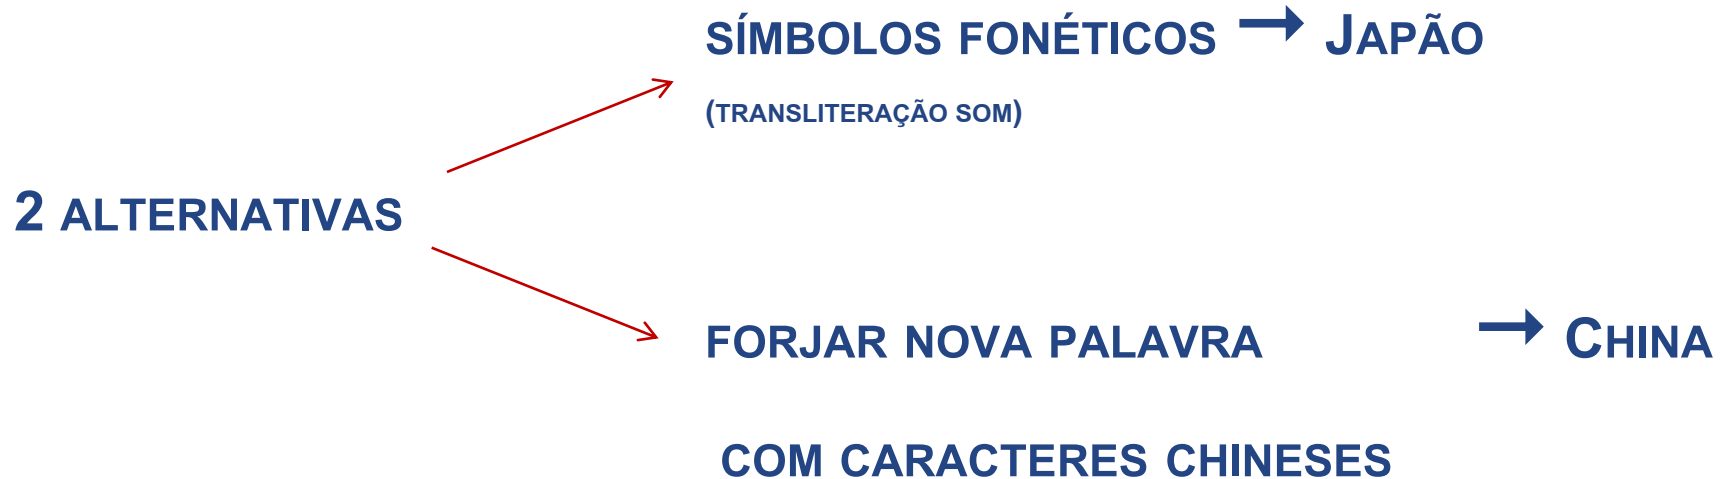 SÍMBOLOS FONÉTICOS → JAPÃO
(TRANSLITERAÇÃO SOM)
2 ALTERNATIVAS
FORJAR NOVA PALAVRA → CHINA
COM CARACTERES CHINESES